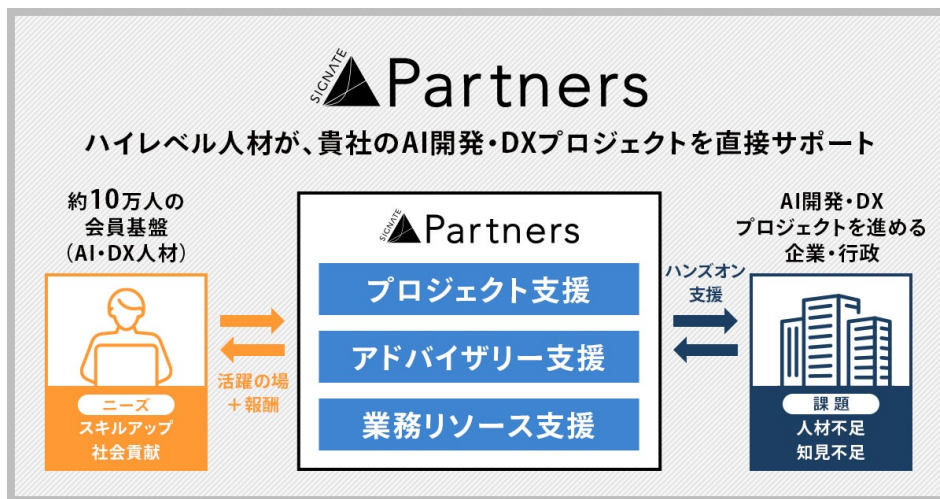 SIGNATE Partners
ハイレベル人材が、貴社のAI開発・DXプロジェクトを直接サポート
約10万人の
会員基盤
(AI・DX人材)
ニーズ
スキルアップ
社会貢献
活躍の場
+報酬
SIGNATE Partners
プロジェクト支援
アドバイザリー支援
業務リソース支援
ハンズオン
支援
AI開発・DX
プロジェクトを進める
企業・行政
課題
人材不足
知見不足